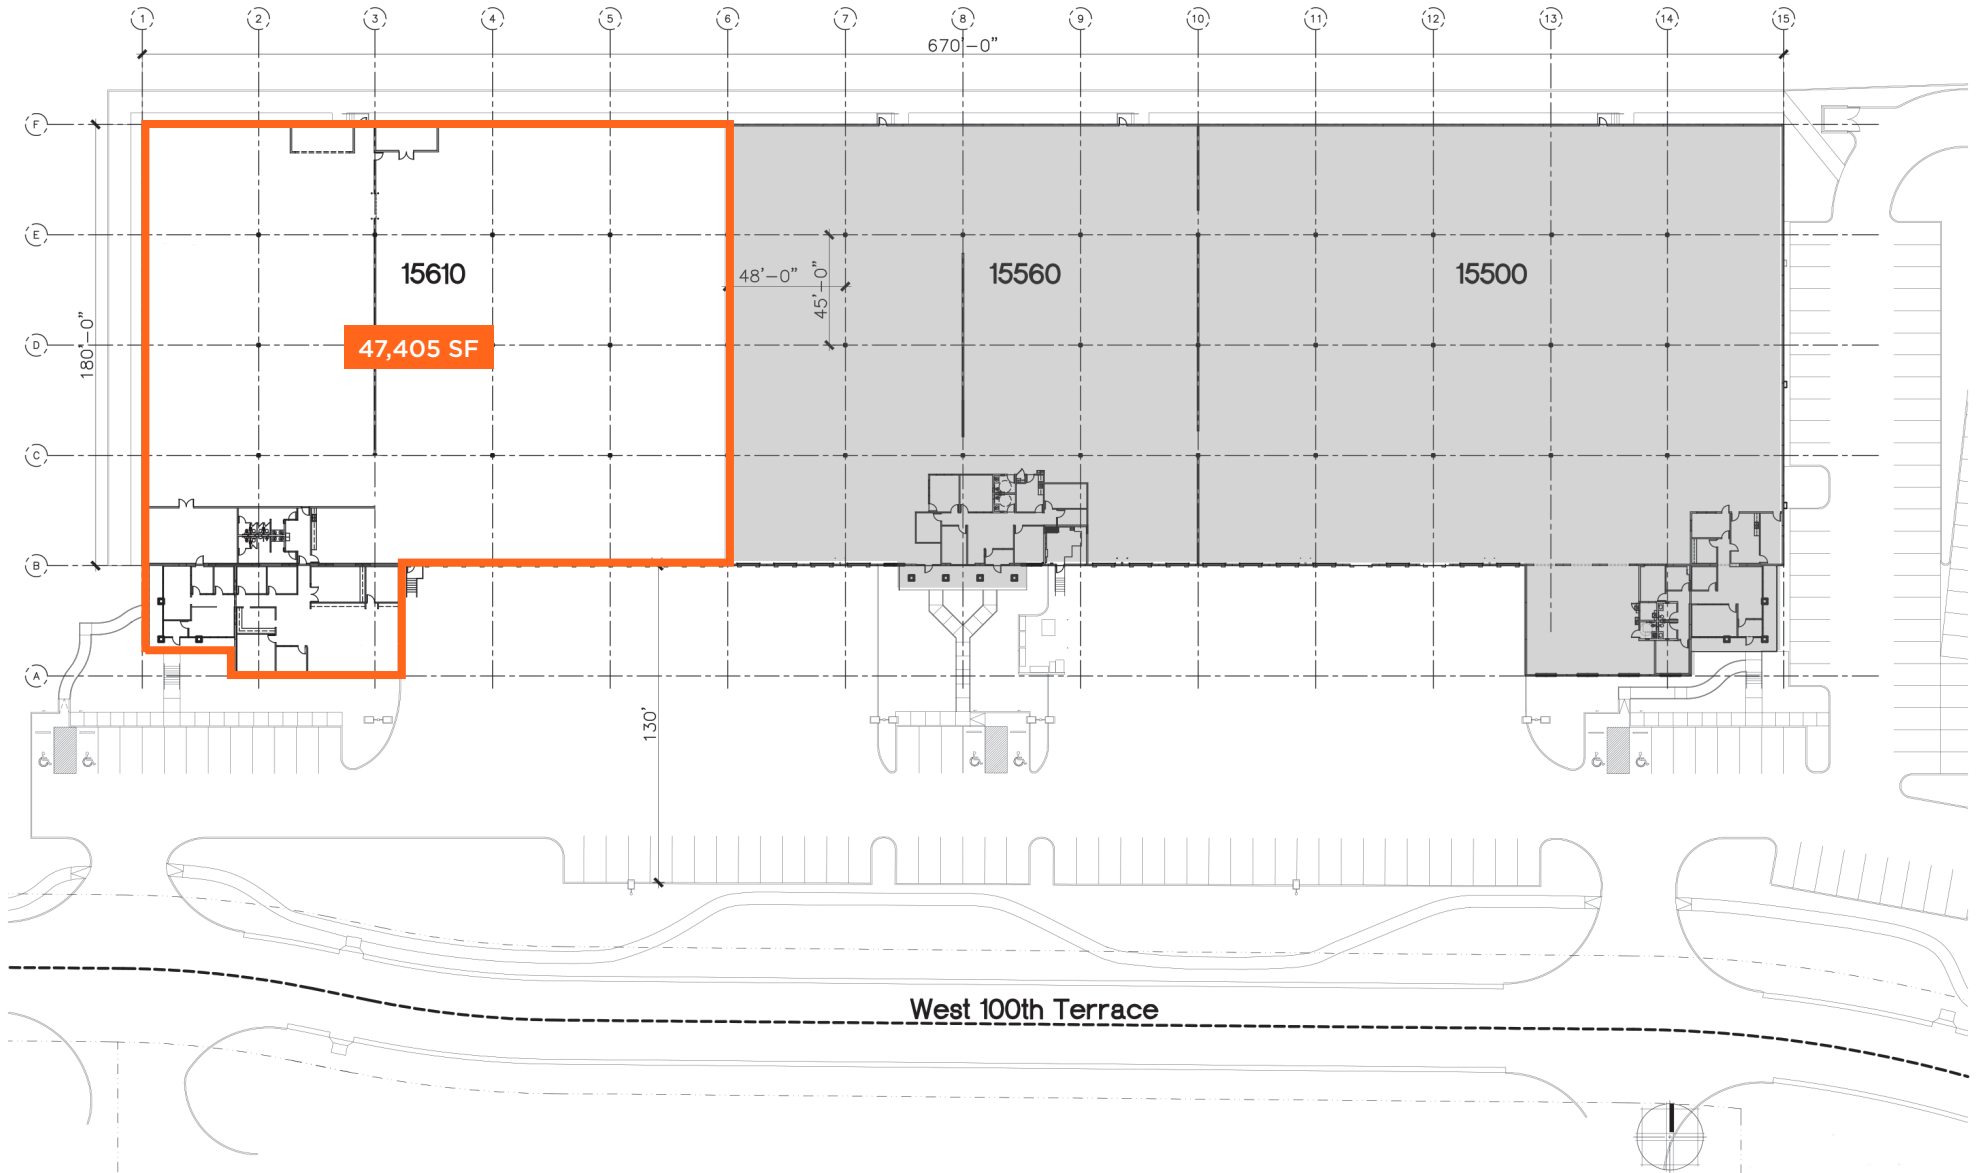 1 2 3 4 5 6 7 8 9 10 11 12 13 14 15
670'-0"
F
E
15610 15560 15500
48'-0"
45'-0"
180'-0"
D
47,405 SF
C
B
A
130'
West 100th Terrace